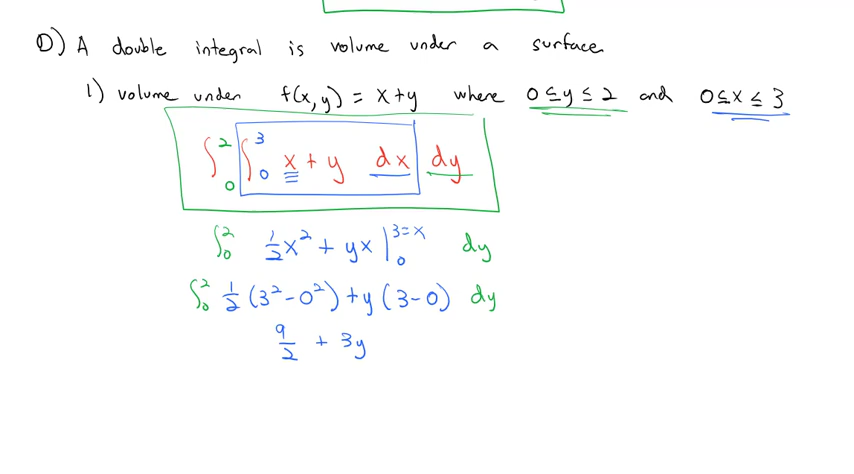 D) A double integral is volume under a surface
1) volume under f(x,y) = x+y where 0≤y≤2 and 0≤x≤3
∫₀² ∫₀³ x + y dx dy
∫₀² ½x² + yx |₀^{3=x} dy
∫₀² ½(3²−0²) + y(3−0) dy
9/2 + 3y